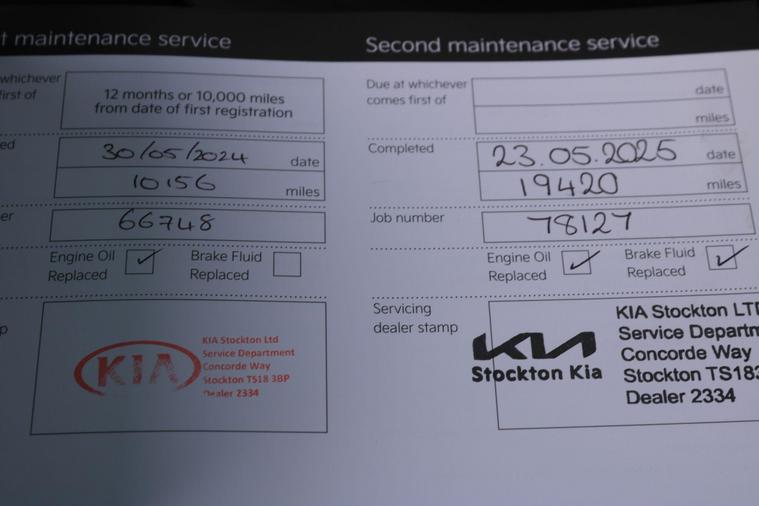 t maintenance service
whichever
first of
12 months or 10,000 miles
from date of first registration
ed
30/05/2024 date
10156 miles
er
66748
Engine Oil
Replaced
Brake Fluid
Replaced
p
KIA
KIA Stockton Ltd
Service Department
Concorde Way
Stockton TS18 3BP
Dealer 2334
Second maintenance service
Due at whichever
comes first of
date
miles
Completed
23.05.2025 date
19420 miles
Job number
78127
Engine Oil
Replaced
Brake Fluid
Replaced
Servicing
dealer stamp
KIA
Stockton Kia
KIA Stockton LTD
Service Departm
Concorde Way
Stockton TS183
Dealer 2334